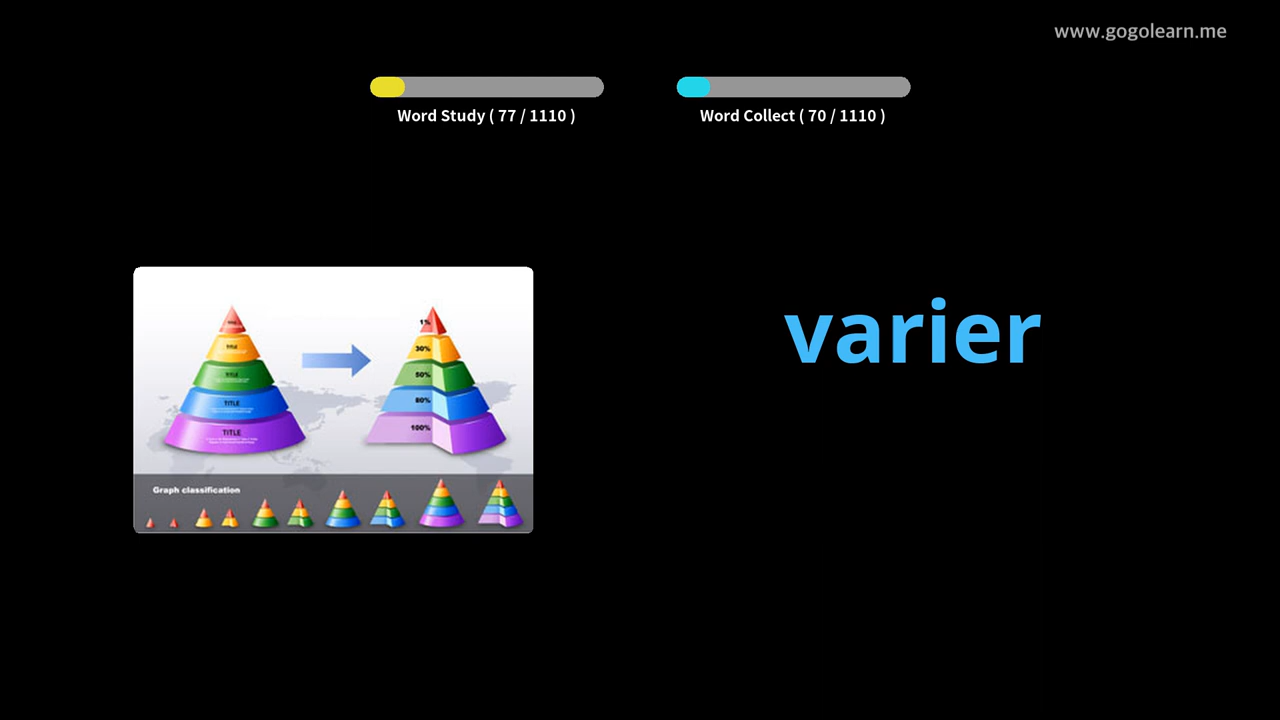 www.gogolearn.me
Word Study ( 77 / 1110 )
Word Collect ( 70 / 1110 )
varier
TITLE
TITLE
TITLE
TITLE
1%
30%
50%
80%
100%
Graph classification